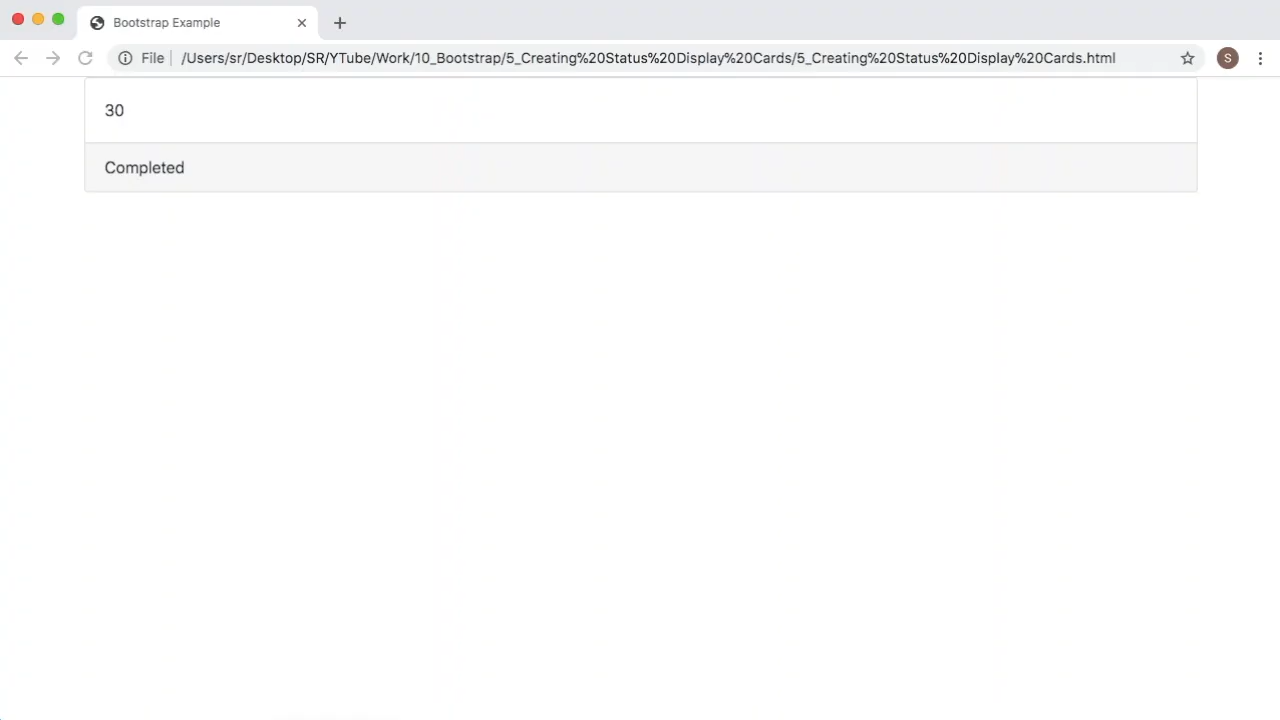 Bootstrap Example
File
/Users/sr/Desktop/SR/YTube/Work/10_Bootstrap/5_Creating%20Status%20Display%20Cards/5_Creating%20Status%20Display%20Cards.html
S
30
Completed